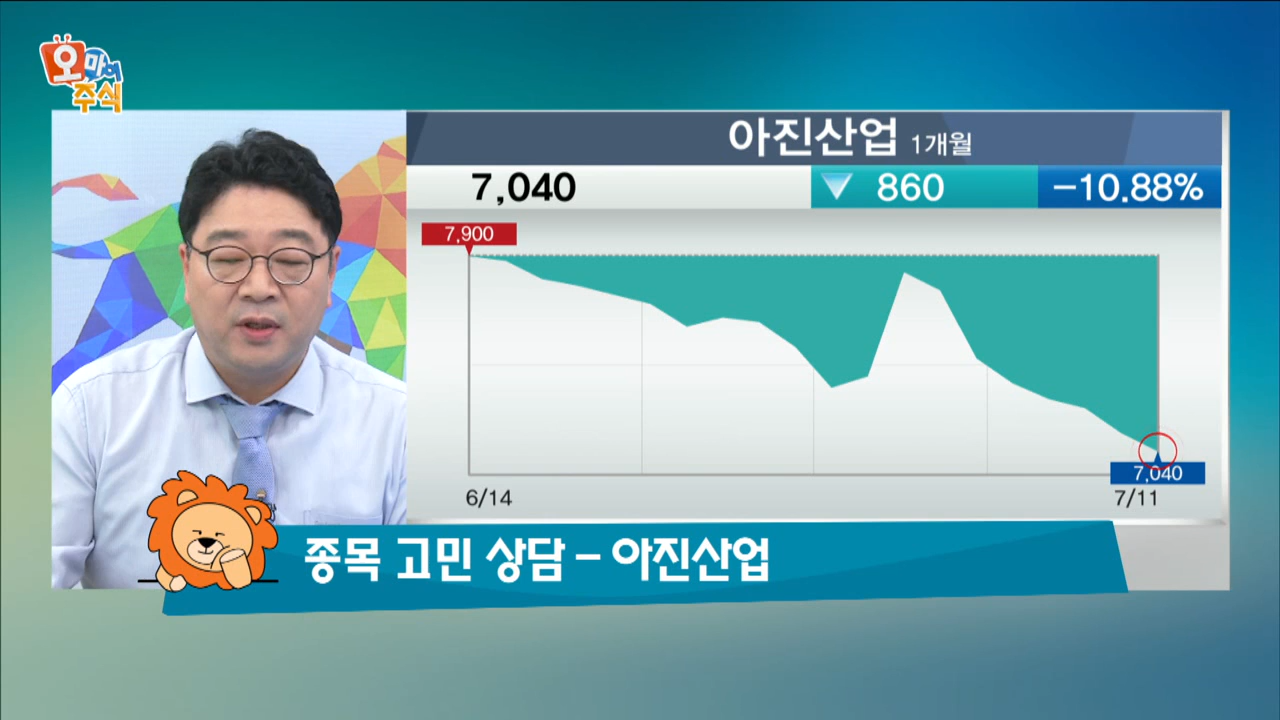 오 마이
주식
아진산업 1개월
7,040 ▼ 860 -10.88%
7,900
7,040
6/14 7/11
종목 고민 상담 - 아진산업